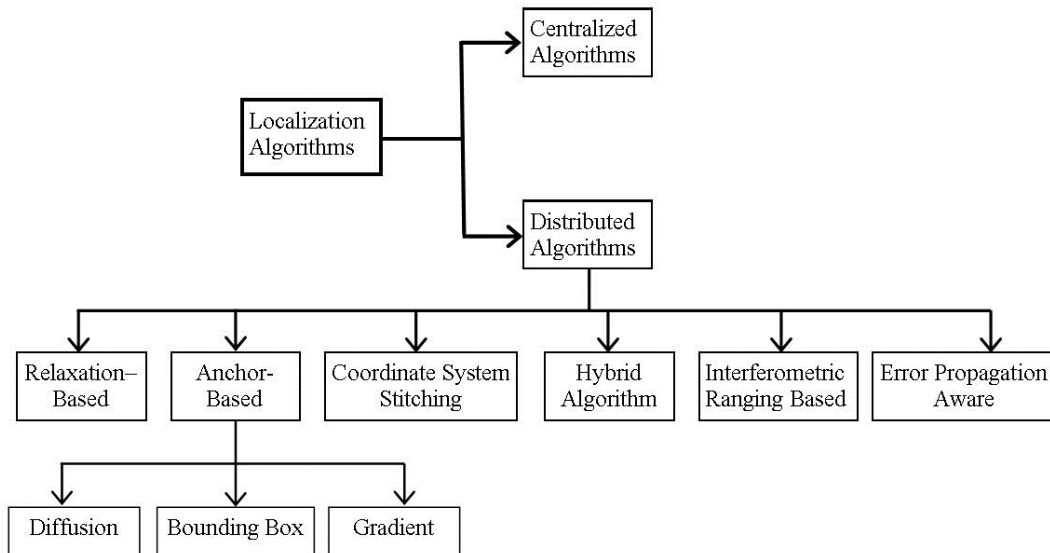 Centralized
Algorithms
Localization
Algorithms
Distributed
Algorithms
Relaxation–
Based
Anchor-
Based
Coordinate System
Stitching
Hybrid
Algorithm
Interferometric
Ranging Based
Error Propagation
Aware
Diffusion
Bounding Box
Gradient